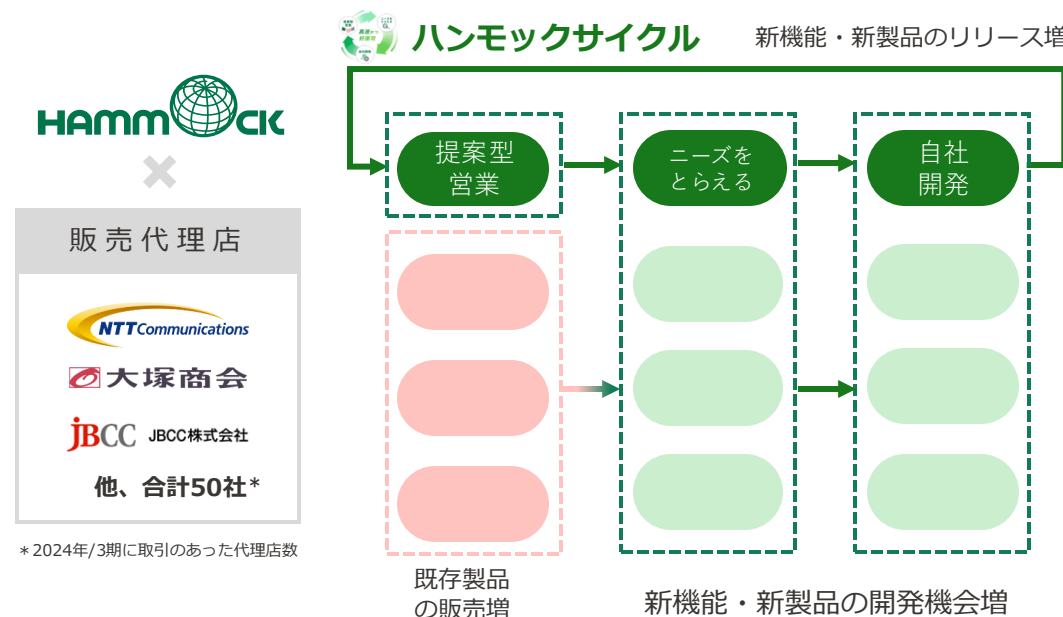 ハンモックサイクル
新機能・新製品のリリース増
HAMMOCK
×
販売代理店
NTT Communications
大塚商会
JBCC JBCC株式会社
他、合計50社*
*2024年/3期に取引のあった代理店数
提案型
営業
ニーズを
とらえる
自社
開発
既存製品
の販売増
新機能・新製品の開発機会増